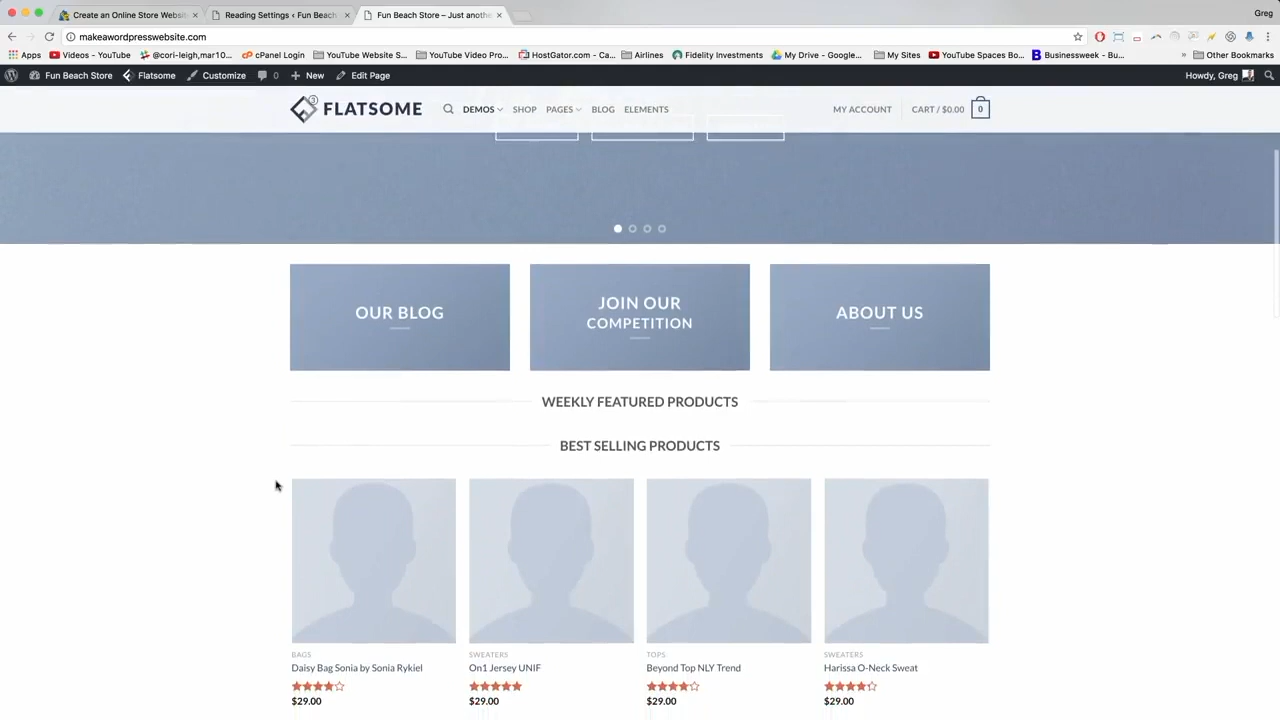 Create an Online Store Websit
Reading Settings ‹ Fun Beach
Fun Beach Store – Just anoth
Greg
makeawordpresswebsite.com
Apps
Videos - YouTube
@cori-leigh,mar10...
cPanel Login
YouTube Website S...
YouTube Video Pro...
HostGator.com - Ca...
Airlines
Fidelity Investments
My Drive - Google...
My Sites
YouTube Spaces Bo...
Businessweek - Bu...
»
Other Bookmarks
Fun Beach Store
Flatsome
Customize
0
New
Edit Page
Howdy, Greg
3
FLATSOME
DEMOS
SHOP
PAGES
BLOG
ELEMENTS
MY ACCOUNT
CART / $0.00
0
OUR BLOG
JOIN OUR
COMPETITION
ABOUT US
WEEKLY FEATURED PRODUCTS
BEST SELLING PRODUCTS
BAGS
SWEATERS
TOPS
SWEATERS
Daisy Bag Sonia by Sonia Rykiel
On1 Jersey UNIF
Beyond Top NLY Trend
Harissa O-Neck Sweat
$29.00
$29.00
$29.00
$29.00